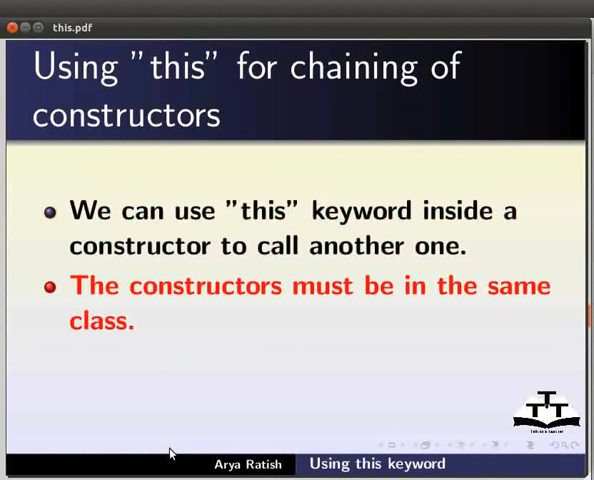 this.pdf
Using "this" for chaining of
constructors
We can use "this" keyword inside a
constructor to call another one.
The constructors must be in the same
class.
Arya Ratish
Using this keyword